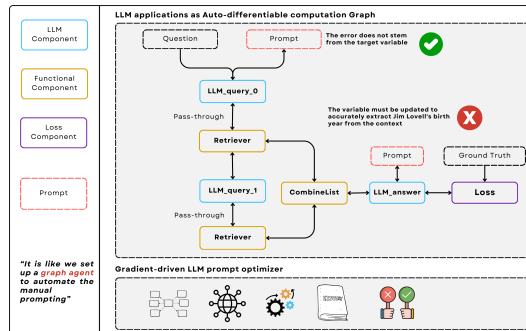 LLM
Component
Functional
Component
Loss
Component
Prompt
"It is like we set
up a graph agent
to automate the
manual
prompting"
LLM applications as Auto-differentiable computation Graph
Question
Prompt
The error does not stem
from the target variable
LLM_query_0
Pass-through
The variable must be updated to
accurately extract Jim Lovell's birth
year from the context
Retriever
Prompt
Ground Truth
LLM_query_1
CombineList
LLM_answer
Loss
Pass-through
Retriever
Gradient-driven LLM prompt optimizer